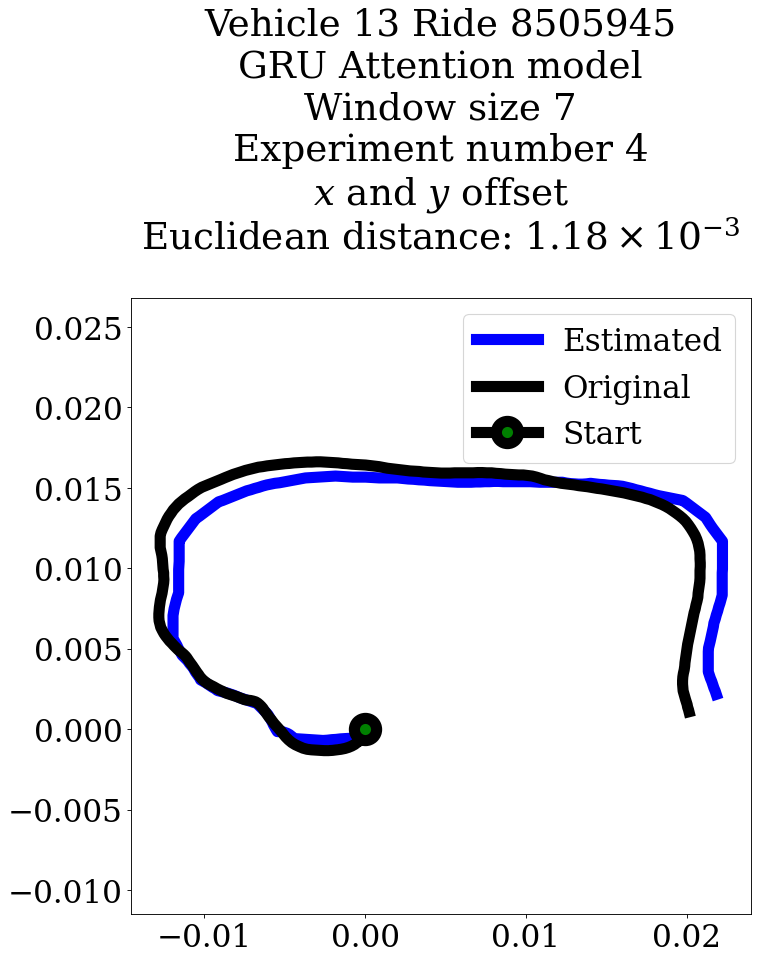 Vehicle 13 Ride 8505945
GRU Attention model
Window size 7
Experiment number 4
x and y offset
Euclidean distance: 1.18 × 10⁻³
Estimated
Original
Start
0.025
0.020
0.015
0.010
0.005
0.000
−0.005
−0.010
−0.01 0.00 0.01 0.02